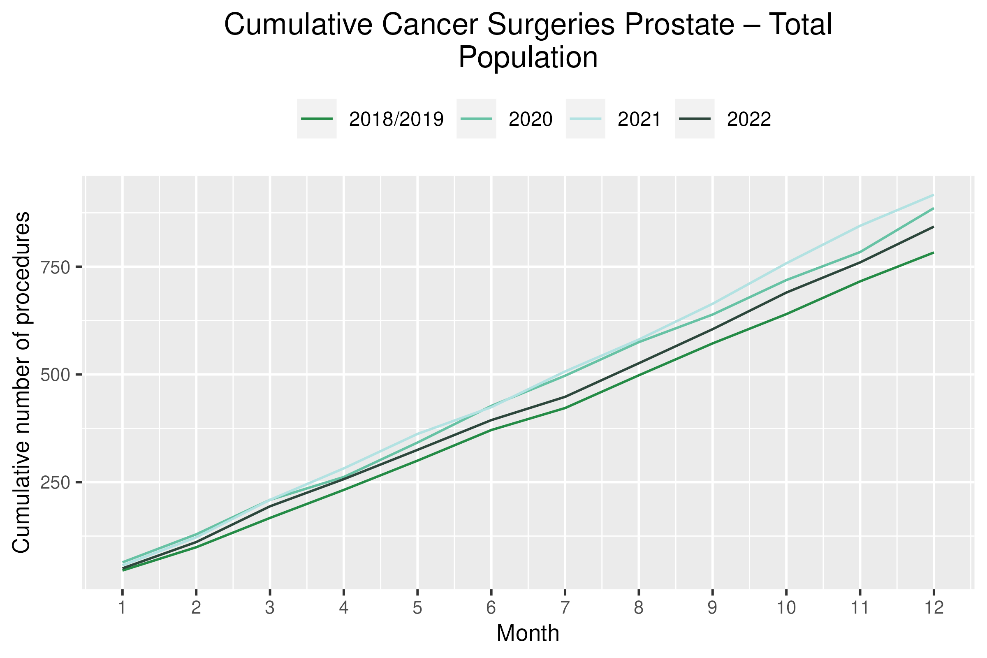 Cumulative Cancer Surgeries Prostate – Total
Population
2018/2019 2020 2021 2022
Cumulative number of procedures
750
500
250
1 2 3 4 5 6 7 8 9 10 11 12
Month